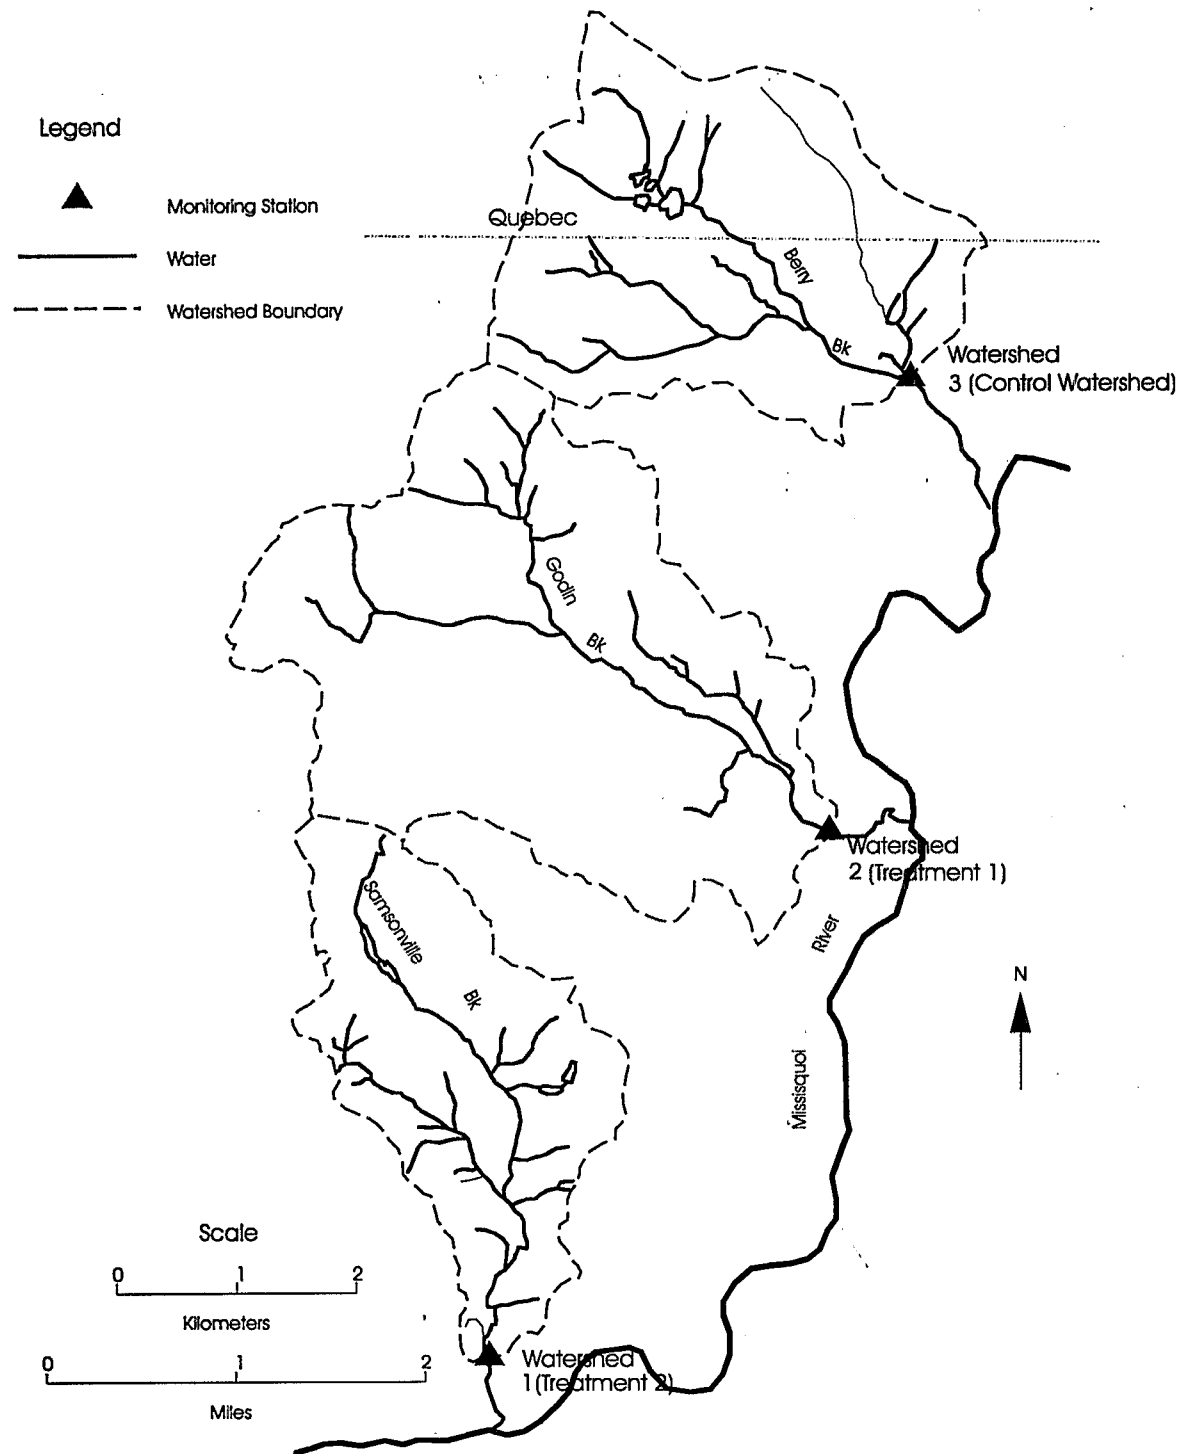 Legend
Monitoring Station
Water
Watershed Boundary
Quebec
Berry
Bk
Watershed
3 (Control Watershed)
Godin
Bk
Watershed
2 (Treatment 1)
River
Samsonville
Bk
N
Missisquoi
Scale
0 1 2
Kilometers
0 1 2
Miles
Watershed
1 (Treatment 2)